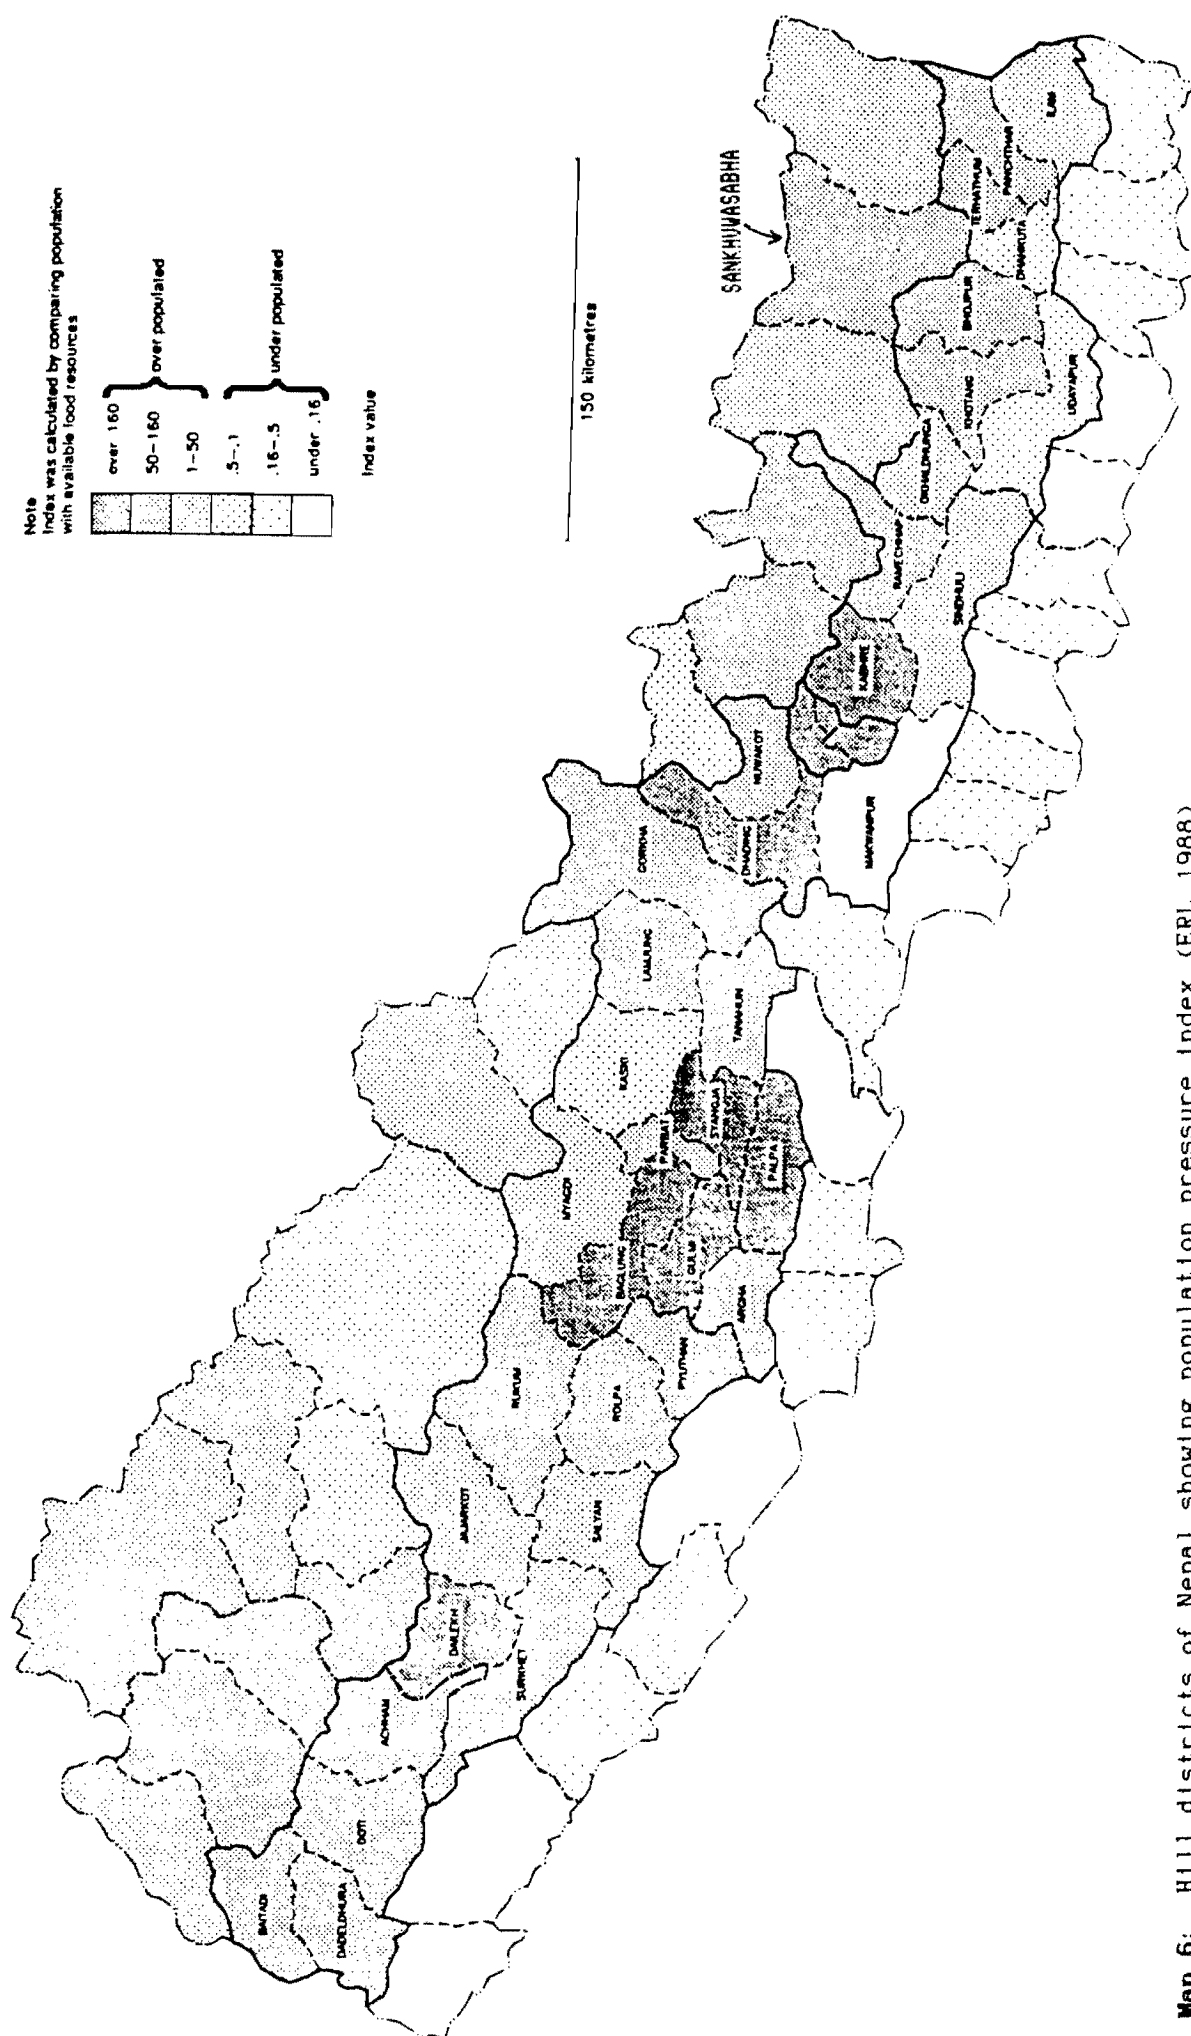 Note
Index was calculated by comparing population
with available food resources
over 160
50-160
1-50
over populated
.5-.1
.16-.5
under .16
under populated
Index value
150 kilometres
SANKHUWASABHA
BAITADI
DADELDHURA
DOTI
ACHHAM
DAILEKH
SURKHET
JAJARKOT
SALYAN
RUKUM
ROLPA
PYUTHAN
BAGLUNG
MYAGDI
GULMI
ARGHA
PARBAT
SYANGJA
PALPA
KASKI
LAMJUNG
TANAHUN
GORKHA
DHADING
NUWAKOT
MAKWANPUR
KABHRE
SINDHULI
RAMECHHAP
OKHALDHUNGA
KHOTANG
UDAYAPUR
BHOJPUR
DHANKUTA
TERHATHUM
PANCHTHAR
ILAM
Map 6: Hill districts of Nepal showing population pressure index (ERL 1988)